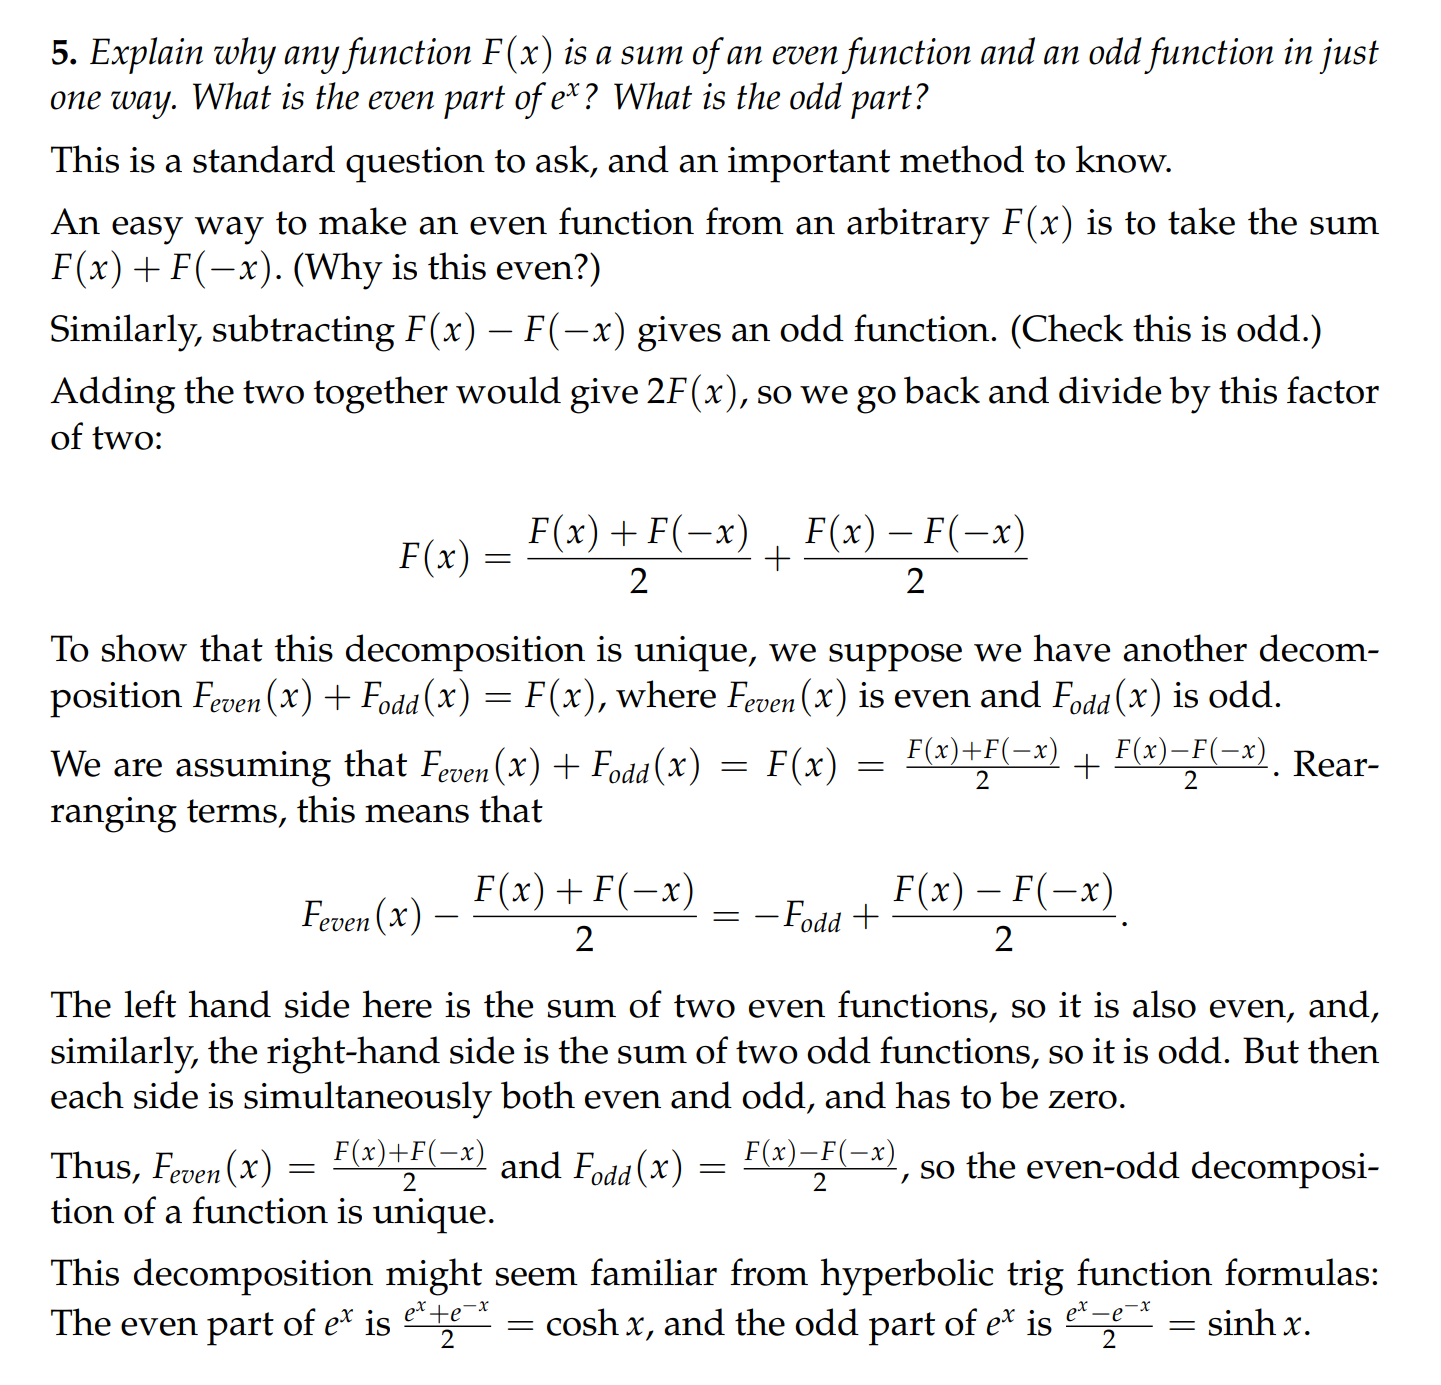 5. Explain why any function F(x) is a sum of an even function and an odd function in just
one way. What is the even part of e^x? What is the odd part?
This is a standard question to ask, and an important method to know.
An easy way to make an even function from an arbitrary F(x) is to take the sum
F(x) + F(−x). (Why is this even?)
Similarly, subtracting F(x) − F(−x) gives an odd function. (Check this is odd.)
Adding the two together would give 2F(x), so we go back and divide by this factor
of two:
F(x) = \frac{F(x) + F(−x)}{2} + \frac{F(x) − F(−x)}{2}
To show that this decomposition is unique, we suppose we have another decom-
position F_{even}(x) + F_{odd}(x) = F(x), where F_{even}(x) is even and F_{odd}(x) is odd.
We are assuming that F_{even}(x) + F_{odd}(x) = F(x) = \frac{F(x)+F(−x)}{2} + \frac{F(x)−F(−x)}{2}. Rear-
ranging terms, this means that
F_{even}(x) − \frac{F(x) + F(−x)}{2} = −F_{odd} + \frac{F(x) − F(−x)}{2}.
The left hand side here is the sum of two even functions, so it is also even, and,
similarly, the right-hand side is the sum of two odd functions, so it is odd. But then
each side is simultaneously both even and odd, and has to be zero.
Thus, F_{even}(x) = \frac{F(x)+F(−x)}{2} and F_{odd}(x) = \frac{F(x)−F(−x)}{2}, so the even-odd decomposi-
tion of a function is unique.
This decomposition might seem familiar from hyperbolic trig function formulas:
The even part of e^x is \frac{e^x+e^{−x}}{2} = cosh x, and the odd part of e^x is \frac{e^x−e^{−x}}{2} = sinh x.